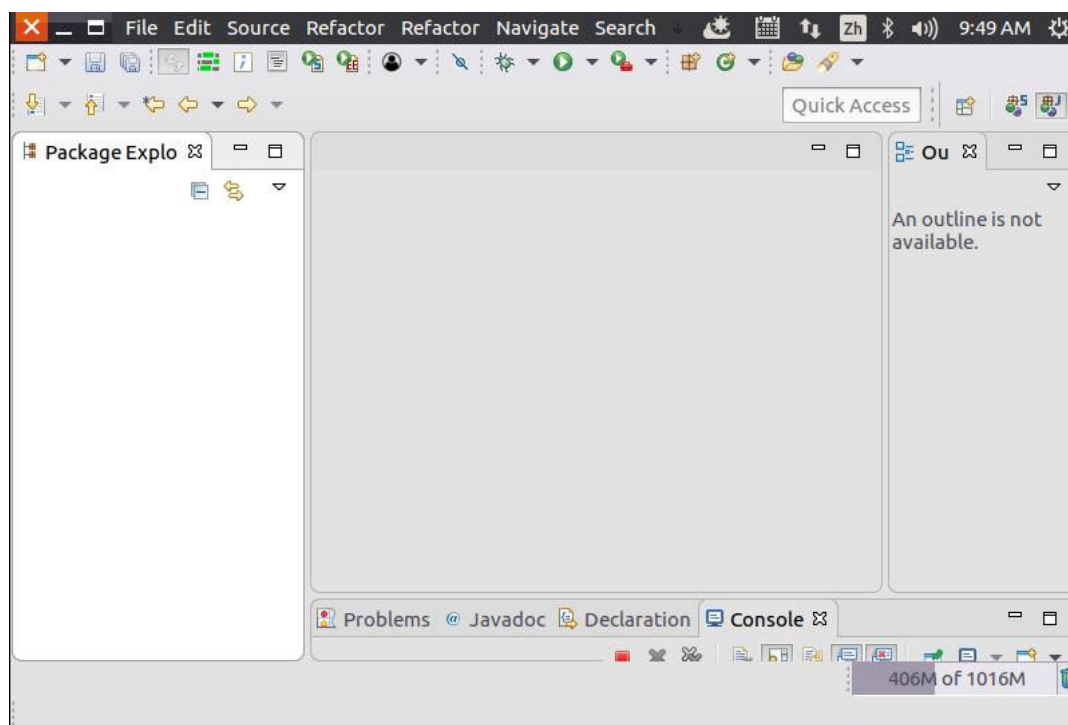 File Edit Source Refactor Refactor Navigate Search Zh 9:49 AM
Quick Access
Package Explo
Ou
An outline is not
available.
Problems @ Javadoc Declaration Console
406M of 1016M